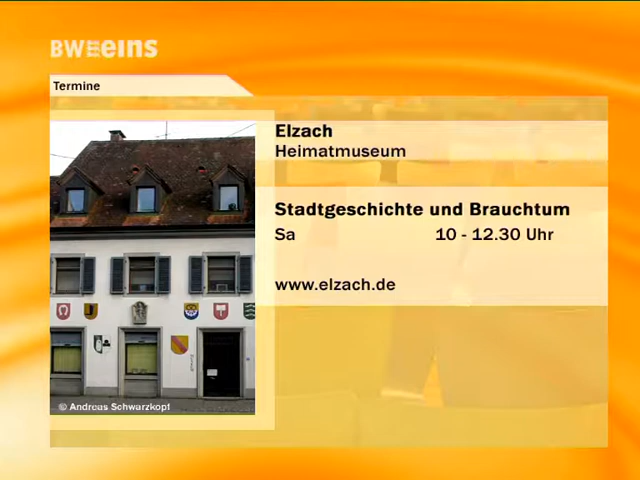 BW eins
Termine
Elzach
Heimatmuseum
Stadtgeschichte und Brauchtum
Sa 10 - 12.30 Uhr
www.elzach.de
© Andreas Schwarzkopf